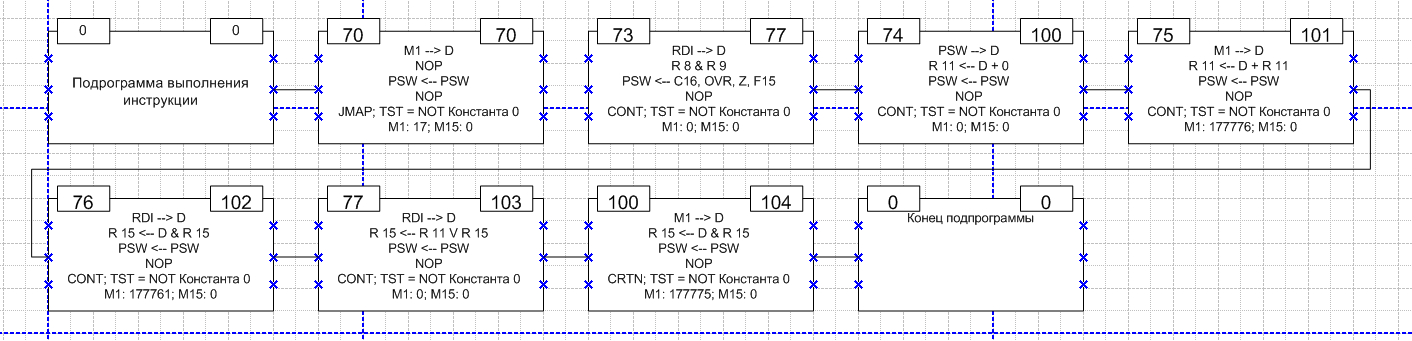 0 0
Подрограмма выполнения
инструкции
70 70
M1 --> D
NOP
PSW <-- PSW
NOP
JMAP; TST = NOT Константа 0
M1: 17; M15: 0
73 77
RDI --> D
R 8 & R 9
PSW <-- C16, OVR, Z, F15
NOP
CONT; TST = NOT Константа 0
M1: 0; M15: 0
74 100
PSW --> D
R 11 <-- D + 0
PSW <-- PSW
NOP
CONT; TST = NOT Константа 0
M1: 0; M15: 0
75 101
M1 --> D
R 11 <-- D + R 11
PSW <-- PSW
NOP
CONT; TST = NOT Константа 0
M1: 177776; M15: 0
76 102
RDI --> D
R 15 <-- D & R 15
PSW <-- PSW
NOP
CONT; TST = NOT Константа 0
M1: 177761; M15: 0
77 103
RDI --> D
R 15 <-- R 11 V R 15
PSW <-- PSW
NOP
CONT; TST = NOT Константа 0
M1: 0; M15: 0
100 104
M1 --> D
R 15 <-- D & R 15
PSW <-- PSW
NOP
CRTN; TST = NOT Константа 0
M1: 177775; M15: 0
0 0
Конец подпрограммы